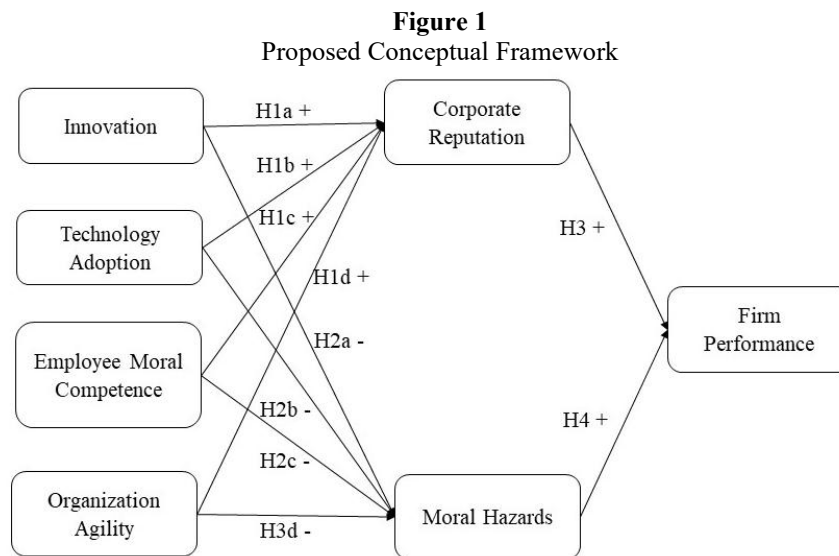 Figure 1
Proposed Conceptual Framework
Innovation
H1a +
Corporate
Reputation
H1b +
Technology
Adoption
H1c +
H3 +
H1d +
Firm
Performance
H2a -
Employee Moral
Competence
H2b -
H4 +
H2c -
Organization
Agility
H3d -
Moral Hazards